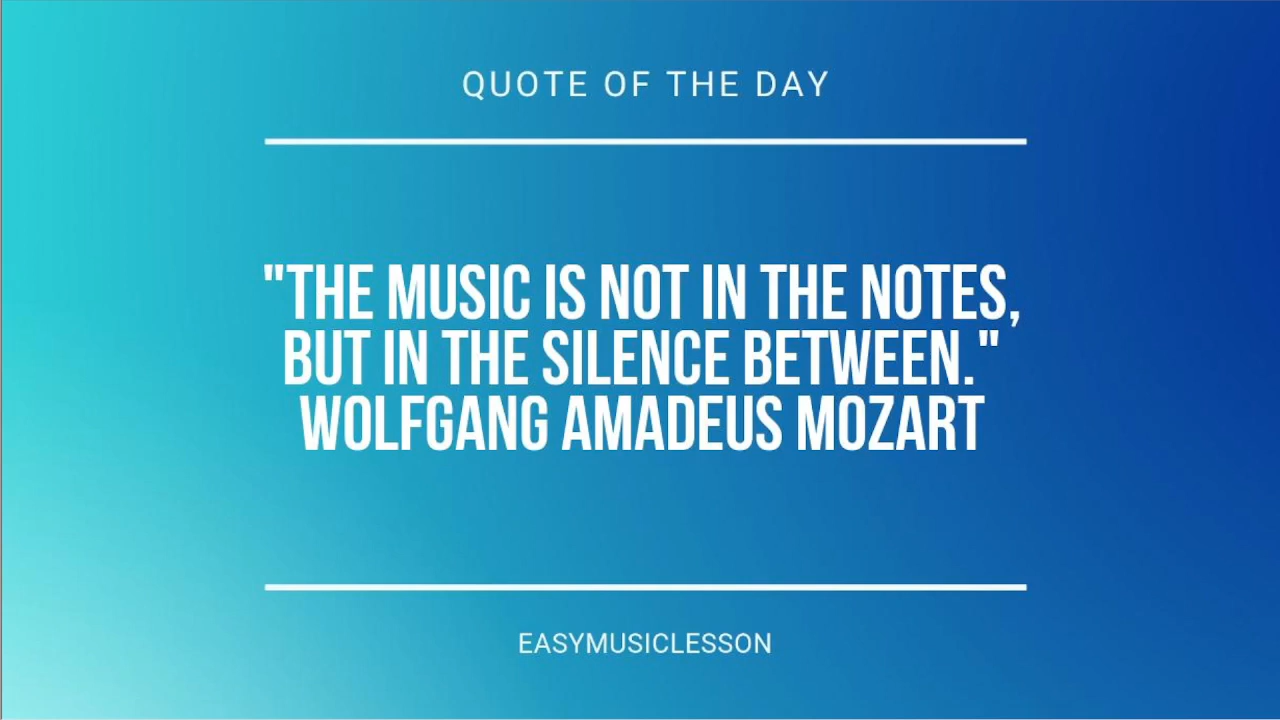 QUOTE OF THE DAY
"THE MUSIC IS NOT IN THE NOTES,
BUT IN THE SILENCE BETWEEN."
WOLFGANG AMADEUS MOZART
EASYMUSICLESSON